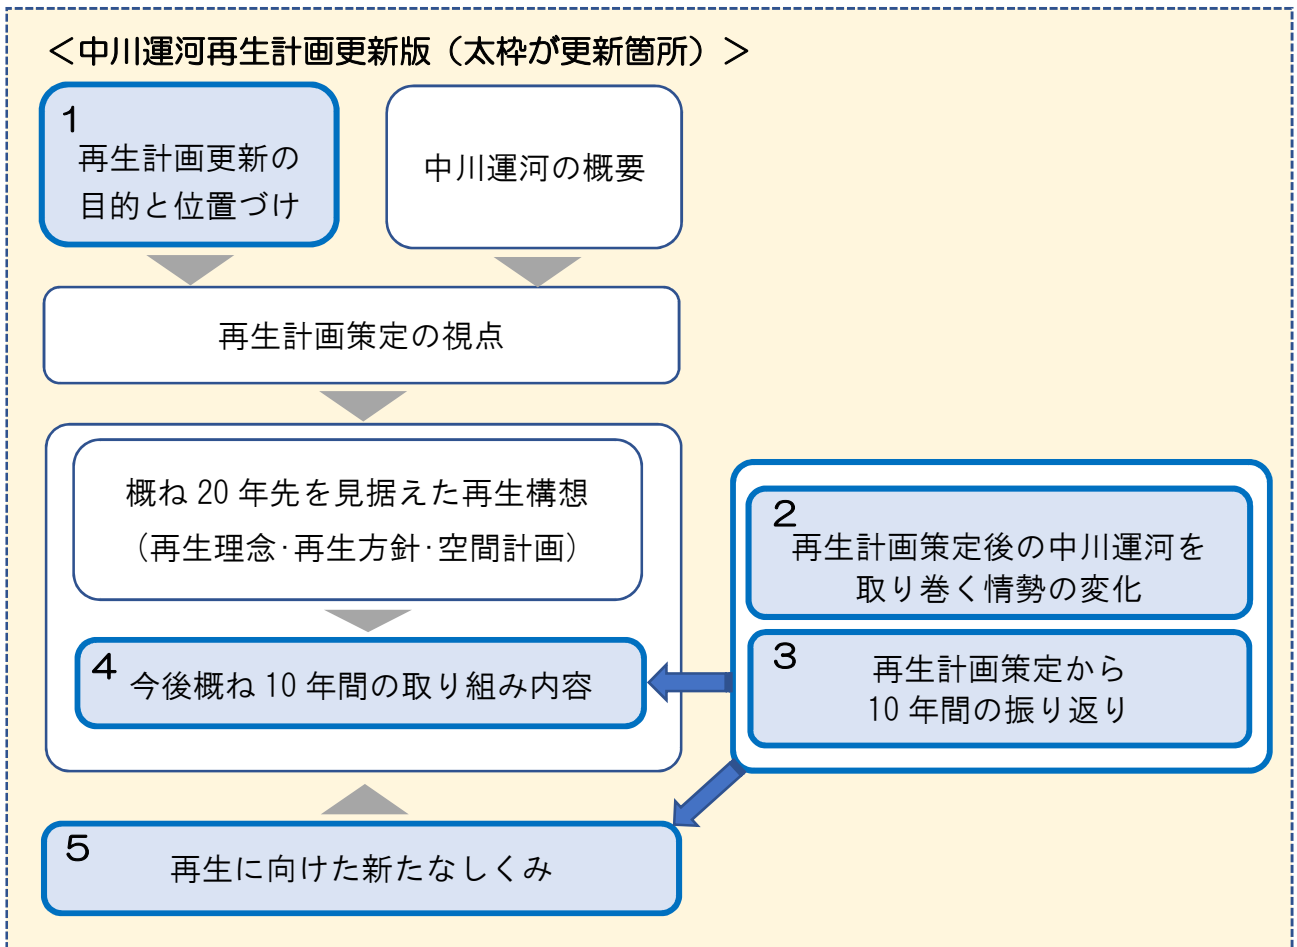 ＜中川運河再生計画更新版（太枠が更新箇所）＞
1
再生計画更新の
目的と位置づけ
中川運河の概要
再生計画策定の視点
概ね 20 年先を見据えた再生構想
（再生理念･再生方針･空間計画）
4
今後概ね 10 年間の取り組み内容
2
再生計画策定後の中川運河を
取り巻く情勢の変化
3
再生計画策定から
10 年間の振り返り
5
再生に向けた新たなしくみ